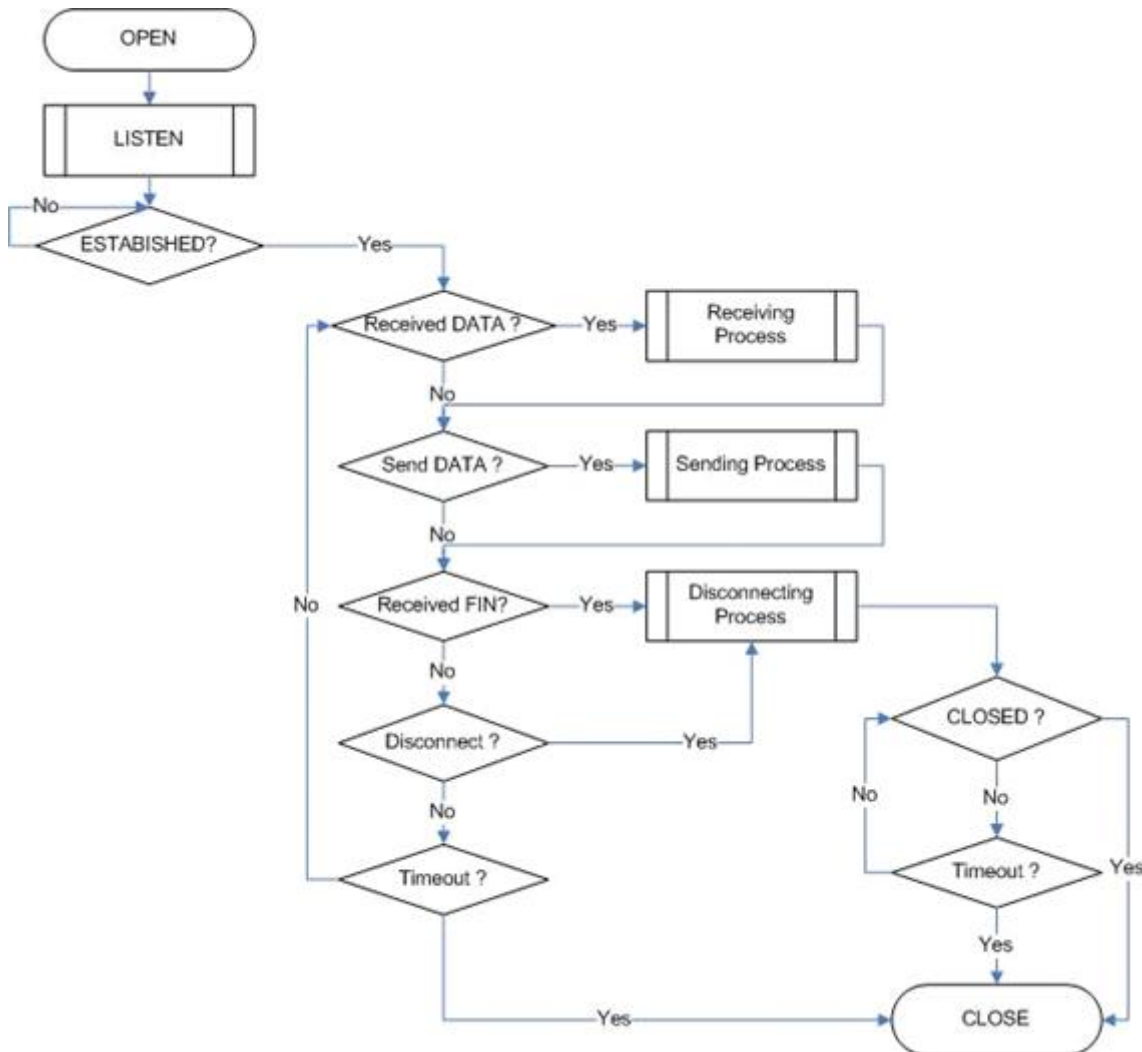 OPEN
LISTEN
No
ESTABISHED?
Yes
Received DATA ?
Yes
Receiving
Process
No
Send DATA ?
Yes
Sending Process
No
Received FIN?
Yes
Disconnecting
Process
No
No
Disconnect ?
Yes
CLOSED ?
No
No
No
Timeout ?
Timeout ?
Yes
Yes
Yes
CLOSE